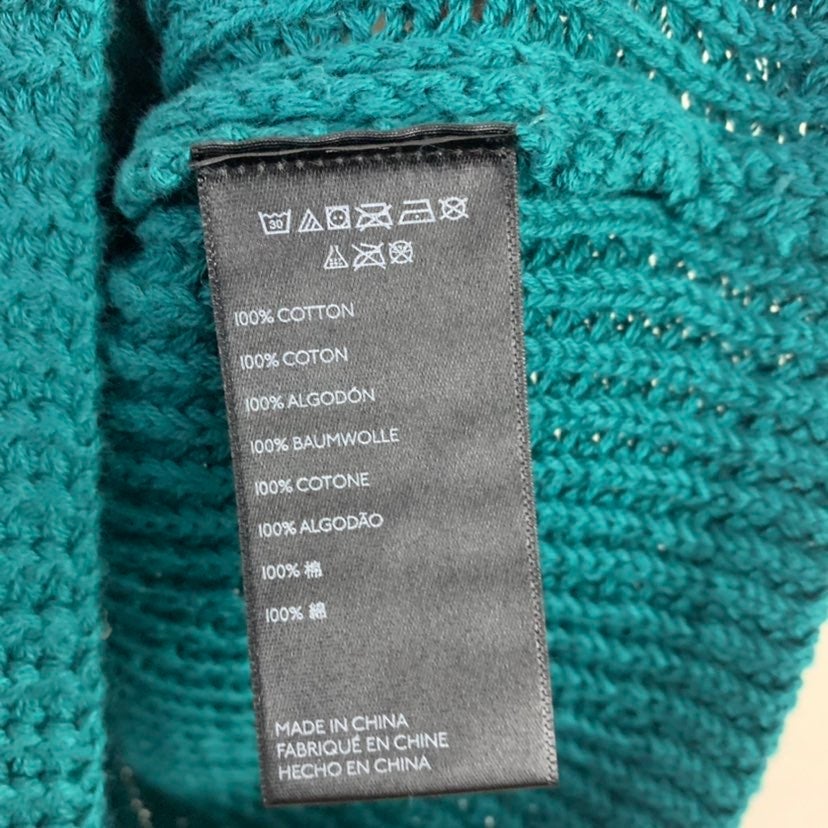 30
100% COTTON
100% COTON
100% ALGODÓN
100% BAUMWOLLE
100% COTONE
100% ALGODÃO
100% 棉
100% 綿
MADE IN CHINA
FABRIQUÉ EN CHINE
HECHO EN CHINA